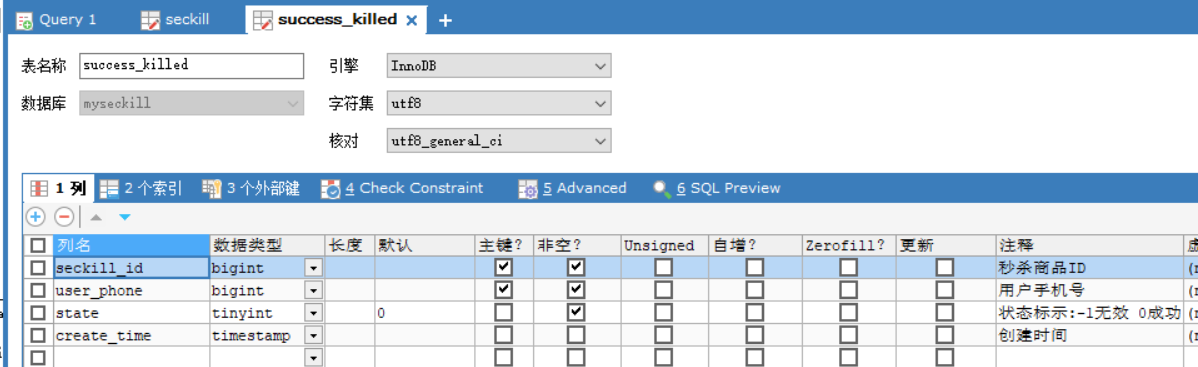 Query 1 seckill success_killed
表名称 success_killed 引擎 InnoDB
数据库 myseckill 字符集 utf8
核对 utf8_general_ci
1 列 2 个索引 3 个外部键 4 Check Constraint 5 Advanced 6 SQL Preview
列名 数据类型 长度 默认 主键? 非空? Unsigned 自增? Zerofill? 更新 注释
seckill_id bigint 秒杀商品ID
user_phone bigint 用户手机号
state tinyint 0 状态标示:-1无效 0成功
create_time timestamp 创建时间